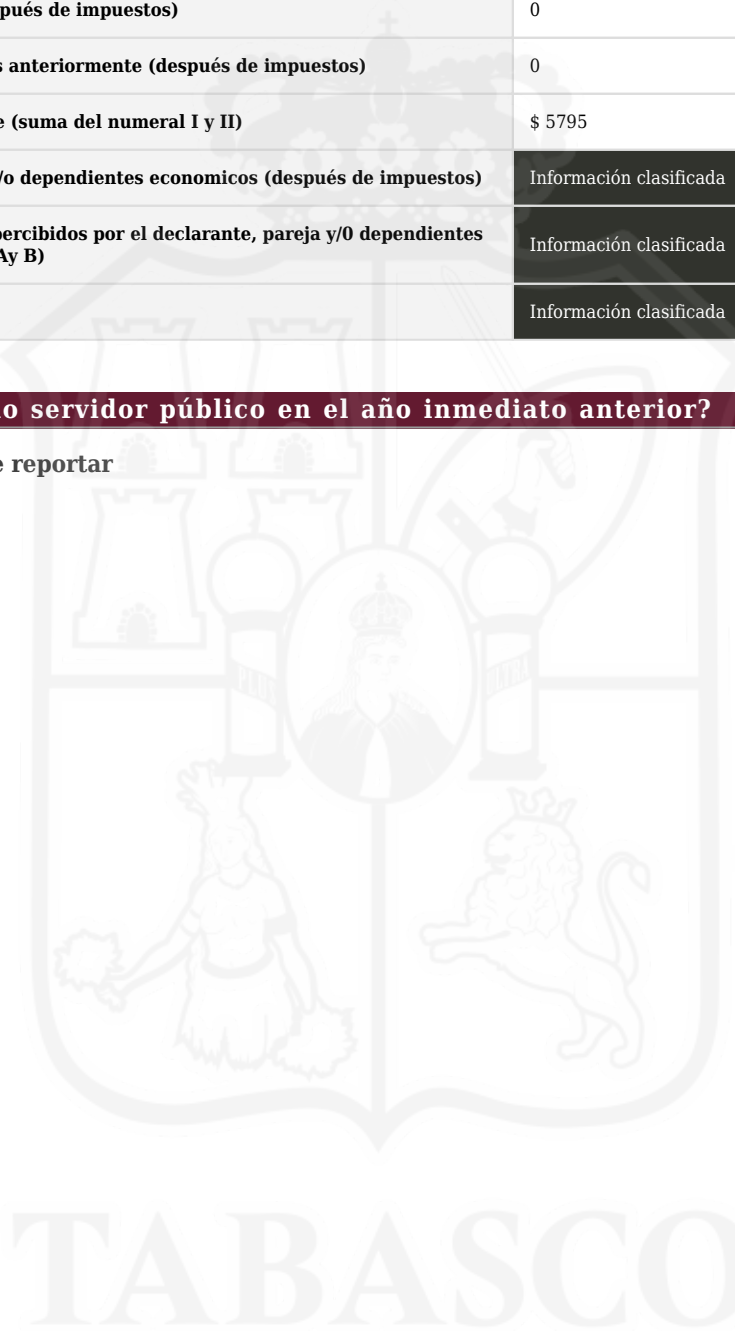 pués de impuestos)
0
s anteriormente (después de impuestos)
0
e (suma del numeral I y II)
$ 5795
/o dependientes economicos (después de impuestos)
Información clasificada
percibidos por el declarante, pareja y/0 dependientes
Ay B)
Información clasificada
Información clasificada
o servidor público en el año inmediato anterior?
e reportar
PLUS
ULTRA
TABASCO